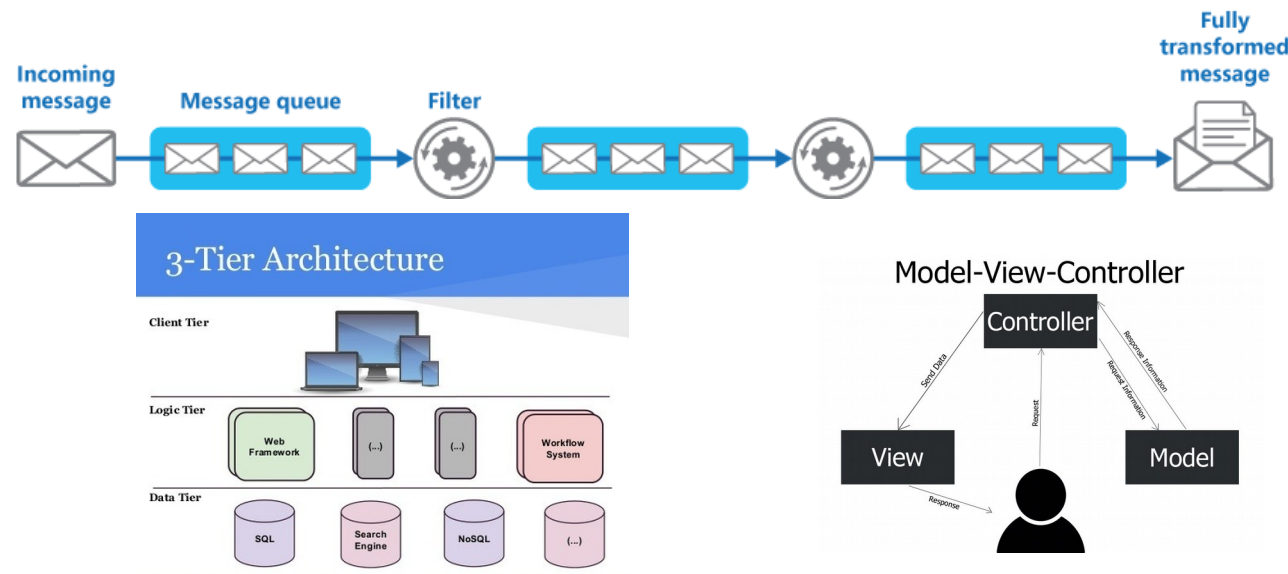 Incoming
message
Message queue
Filter
Fully
transformed
message
3-Tier Architecture
Client Tier
Logic Tier
Web
Framework
(...)
(...)
Workflow
System
Data Tier
SQL
Search
Engine
NoSQL
(...)
Model-View-Controller
Controller
Send Data
Request
Response Information
Request Information
View
Model
Response